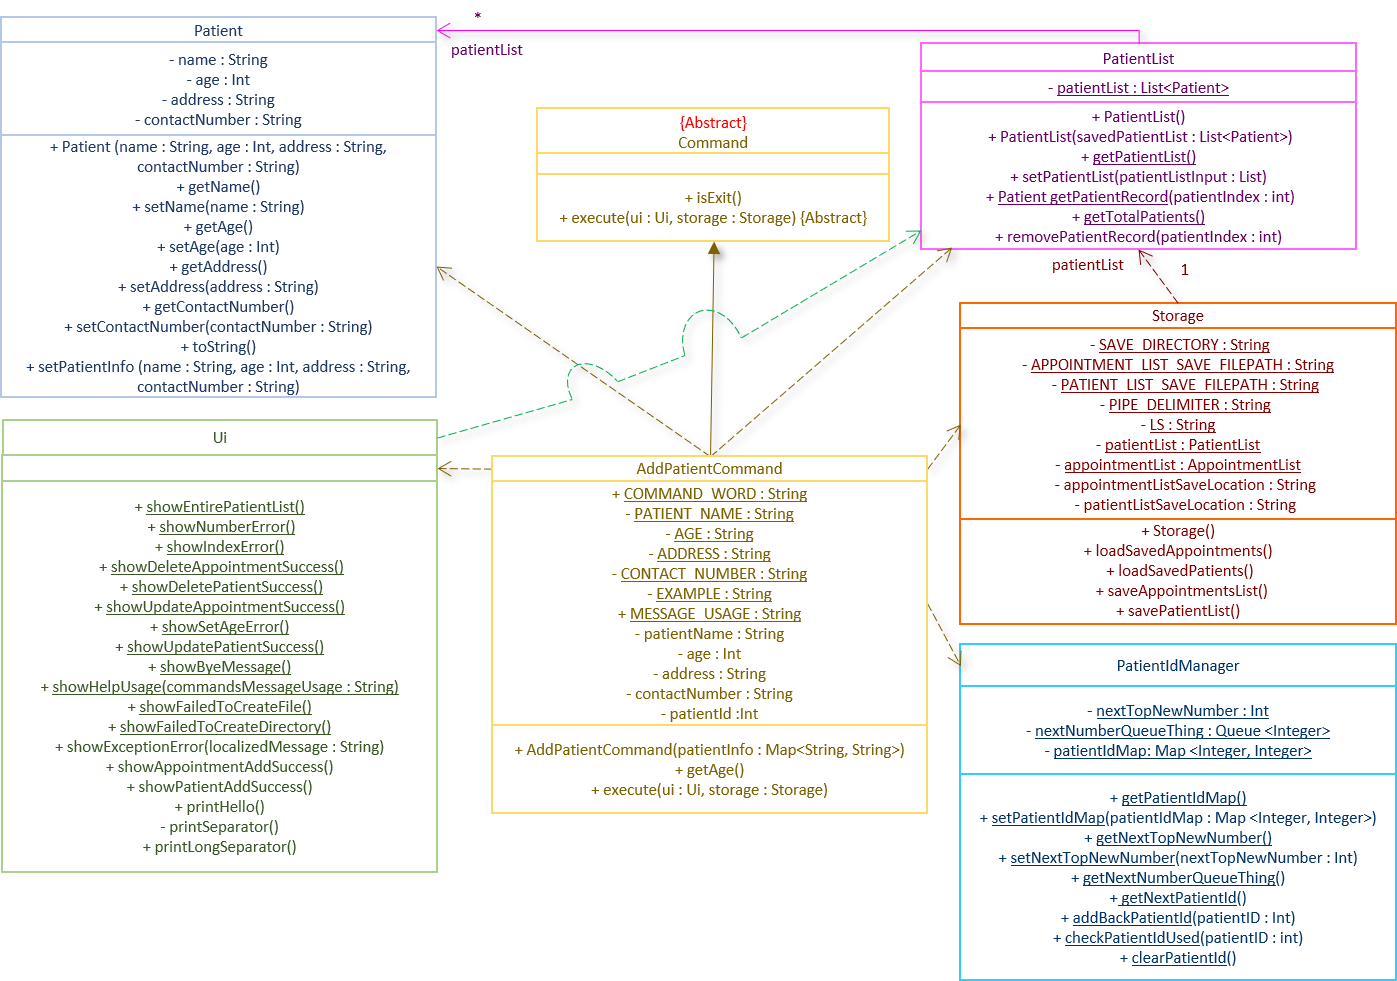 Patient
- name : String
- age : Int
- address : String
- contactNumber : String
+ Patient (name : String, age : Int, address : String,
contactNumber : String)
+ getName()
+ setName(name : String)
+ getAge()
+ setAge(age : Int)
+ getAddress()
+ setAddress(address : String)
+ getContactNumber()
+ setContactNumber(contactNumber : String)
+ toString()
+ setPatientInfo (name : String, age : Int, address : String,
contactNumber : String)
*
patientList
{Abstract}
Command
+ isExit()
+ execute(ui : Ui, storage : Storage) {Abstract}
PatientList
- patientList : List<Patient>
+ PatientList()
+ PatientList(savedPatientList : List<Patient>)
+ getPatientList()
+ setPatientList(patientListInput : List)
+ Patient getPatientRecord(patientIndex : int)
+ getTotalPatients()
+ removePatientRecord(patientIndex : int)
patientList
1
Storage
- SAVE_DIRECTORY : String
- APPOINTMENT_LIST_SAVE_FILEPATH : String
- PATIENT_LIST_SAVE_FILEPATH : String
- PIPE_DELIMITER : String
- LS : String
- patientList : PatientList
- appointmentList : AppointmentList
- appointmentListSaveLocation : String
- patientListSaveLocation : String
+ Storage()
+ loadSavedAppointments()
+ loadSavedPatients()
+ saveAppointmentsList()
+ savePatientList()
Ui
+ showEntirePatientList()
+ showNumberError()
+ showIndexError()
+ showDeleteAppointmentSuccess()
+ showDeletePatientSuccess()
+ showUpdateAppointmentSuccess()
+ showSetAgeError()
+ showUpdatePatientSuccess()
+ showByeMessage()
+ showHelpUsage(commandsMessageUsage : String)
+ showFailedToCreateFile()
+ showFailedToCreateDirectory()
+ showExceptionError(localizedMessage : String)
+ showAppointmentAddSuccess()
+ showPatientAddSuccess()
+ printHello()
- printSeparator()
+ printLongSeparator()
AddPatientCommand
+ COMMAND_WORD : String
- PATIENT_NAME : String
- AGE : String
- ADDRESS : String
- CONTACT_NUMBER : String
- EXAMPLE : String
+ MESSAGE_USAGE : String
- patientName : String
- age : Int
- address : String
- contactNumber : String
- patientId :Int
+ AddPatientCommand(patientInfo : Map<String, String>)
+ getAge()
+ execute(ui : Ui, storage : Storage)
PatientIdManager
- nextTopNewNumber : Int
- nextNumberQueueThing : Queue <Integer>
- patientIdMap: Map <Integer, Integer>
+ getPatientIdMap()
+ setPatientIdMap(patientIdMap : Map <Integer, Integer>)
+ getNextTopNewNumber()
+ setNextTopNewNumber(nextTopNewNumber : Int)
+ getNextNumberQueueThing()
+ getNextPatientId()
+ addBackPatientId(patientID : Int)
+ checkPatientIdUsed(patientID : int)
+ clearPatientId()